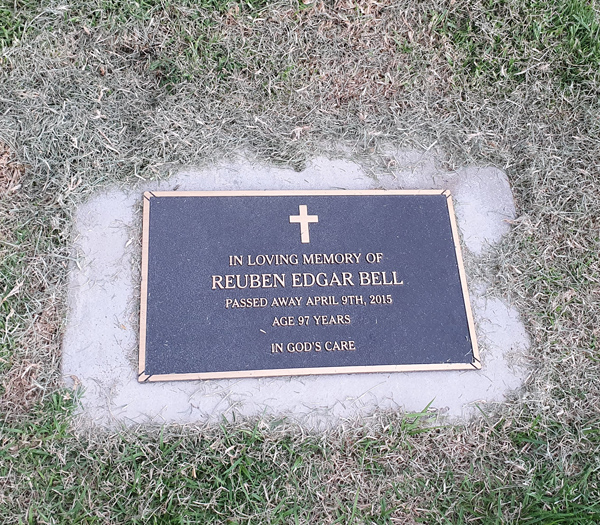 IN LOVING MEMORY OF
REUBEN EDGAR BELL
PASSED AWAY APRIL 9TH, 2015
AGE 97 YEARS
IN GOD'S CARE